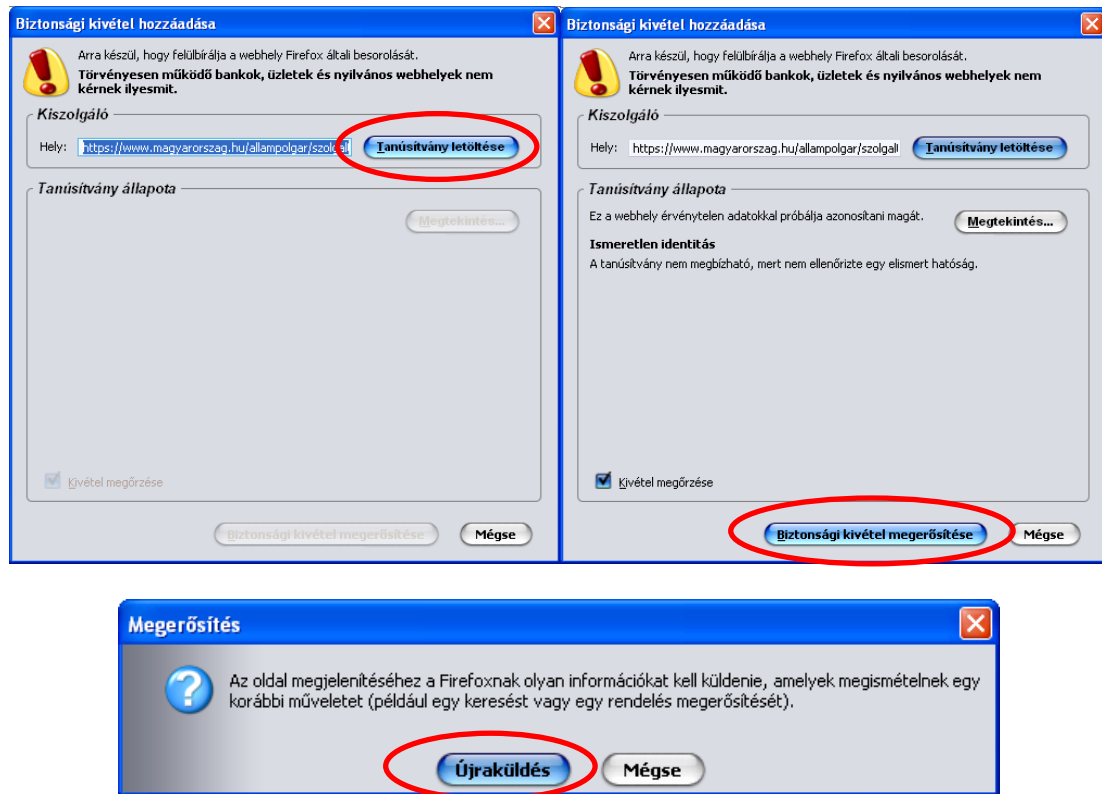 Biztonsági kivétel hozzáadása
Arra készül, hogy felülbírálja a webhely Firefox általi besorolását.
Törvényesen működő bankok, üzletek és nyilvános webhelyek nem
kérnek ilyesmit.
Kiszolgáló
Hely: https://www.magyarorszag.hu/allampolgar/szolgal Tanúsítvány letöltése
Tanúsítvány állapota
Megtekintés...
Kivétel megőrzése
Biztonsági kivétel megerősítése Mégse
Biztonsági kivétel hozzáadása
Arra készül, hogy felülbírálja a webhely Firefox általi besorolását.
Törvényesen működő bankok, üzletek és nyilvános webhelyek nem
kérnek ilyesmit.
Kiszolgáló
Hely: https://www.magyarorszag.hu/allampolgar/szolgall Tanúsítvány letöltése
Tanúsítvány állapota
Ez a webhely érvénytelen adatokkal próbálja azonosítani magát. Megtekintés...
Ismeretlen identitás
A tanúsítvány nem megbízható, mert nem ellenőrizte egy elismert hatóság.
Kivétel megőrzése
Biztonsági kivétel megerősítése Mégse
Megerősítés
Az oldal megjelenítéséhez a Firefoxnak olyan információkat kell küldenie, amelyek megismételnek egy
korábbi műveletet (például egy keresést vagy egy rendelés megerősítését).
Újraküldés Mégse